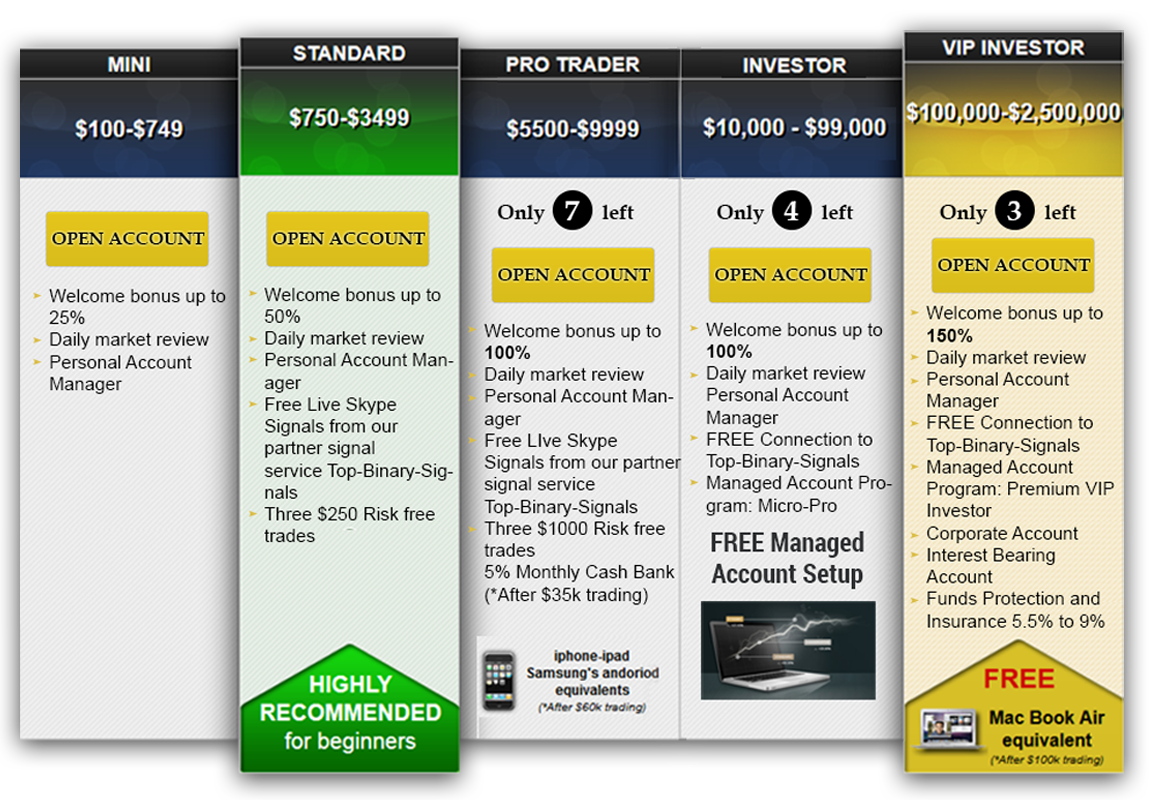 MINI
$100-$749
OPEN ACCOUNT
Welcome bonus up to
25%
Daily market review
Personal Account
Manager
STANDARD
$750-$3499
OPEN ACCOUNT
Welcome bonus up to
50%
Daily market review
Personal Account Man-
ager
Free Live Skype
Signals from our
partner signal
service Top-Binary-Sig-
nals
Three $250 Risk free
trades
HIGHLY
RECOMMENDED
for beginners
PRO TRADER
$5500-$9999
Only 7 left
OPEN ACCOUNT
Welcome bonus up to
100%
Daily market review
Personal Account Man-
ager
Free LIve Skype
Signals from our partner
signal service
Top-Binary-Signals
Three $1000 Risk free
trades
5% Monthly Cash Bank
(*After $35k trading)
iphone-ipad
Samsung's andoriod
equivalents
(*After $60k trading)
INVESTOR
$10,000 - $99,000
Only 4 left
OPEN ACCOUNT
Welcome bonus up to
100%
Daily market review
Personal Account
Manager
FREE Connection to
Top-Binary-Signals
Managed Account Pro-
gram: Micro-Pro
FREE Managed
Account Setup
VIP INVESTOR
$100,000-$2,500,000
Only 3 left
OPEN ACCOUNT
Welcome bonus up to
150%
Daily market review
Personal Account
Manager
FREE Connection to
Top-Binary-Signals
Managed Account
Program: Premium VIP
Investor
Corporate Account
Interest Bearing
Account
Funds Protection and
Insurance 5.5% to 9%
FREE
Mac Book Air
equivalent
(*After $100k trading)